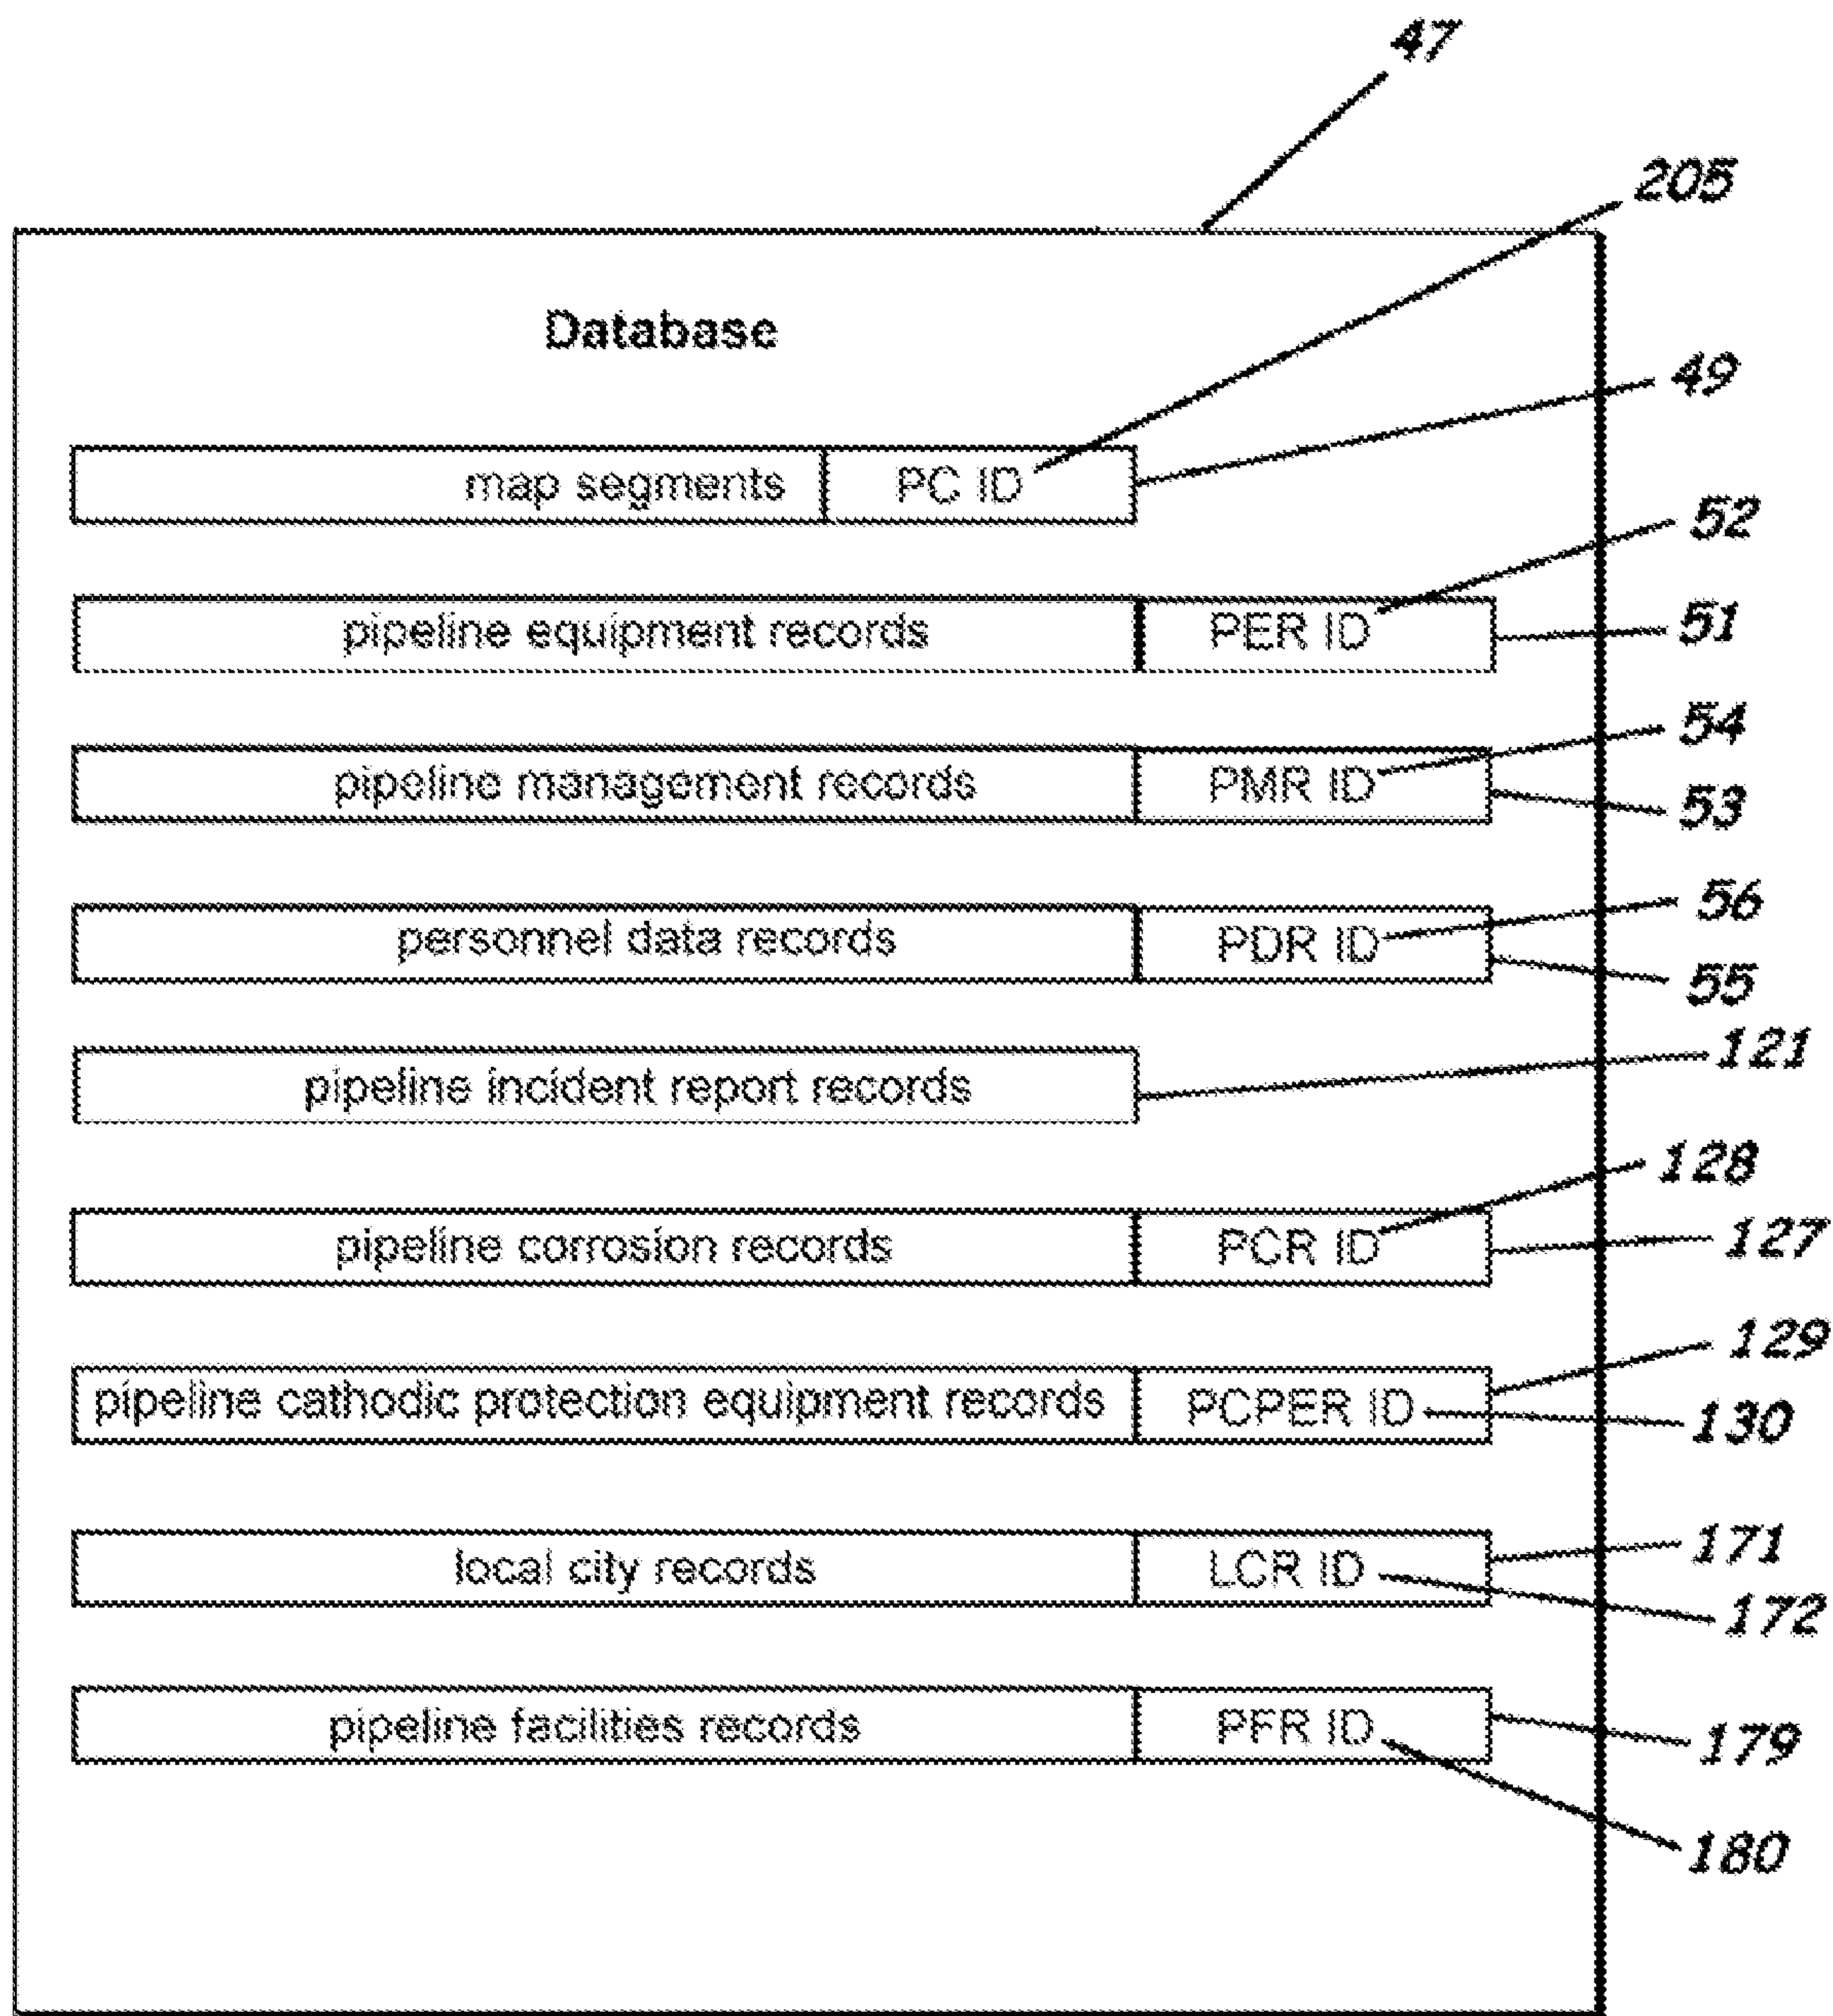 47
205
Database
49
map segments PC ID
52
pipeline equipment records PER ID 51
54
pipeline management records PMR ID 53
56
personnel data records PDR ID
55
121
pipeline incident report records
128
pipeline corrosion records PCR ID 127
129
pipeline cathodic protection equipment records PCPER ID 130
171
local city records LCR ID
172
pipeline facilities records PFR ID 179
180